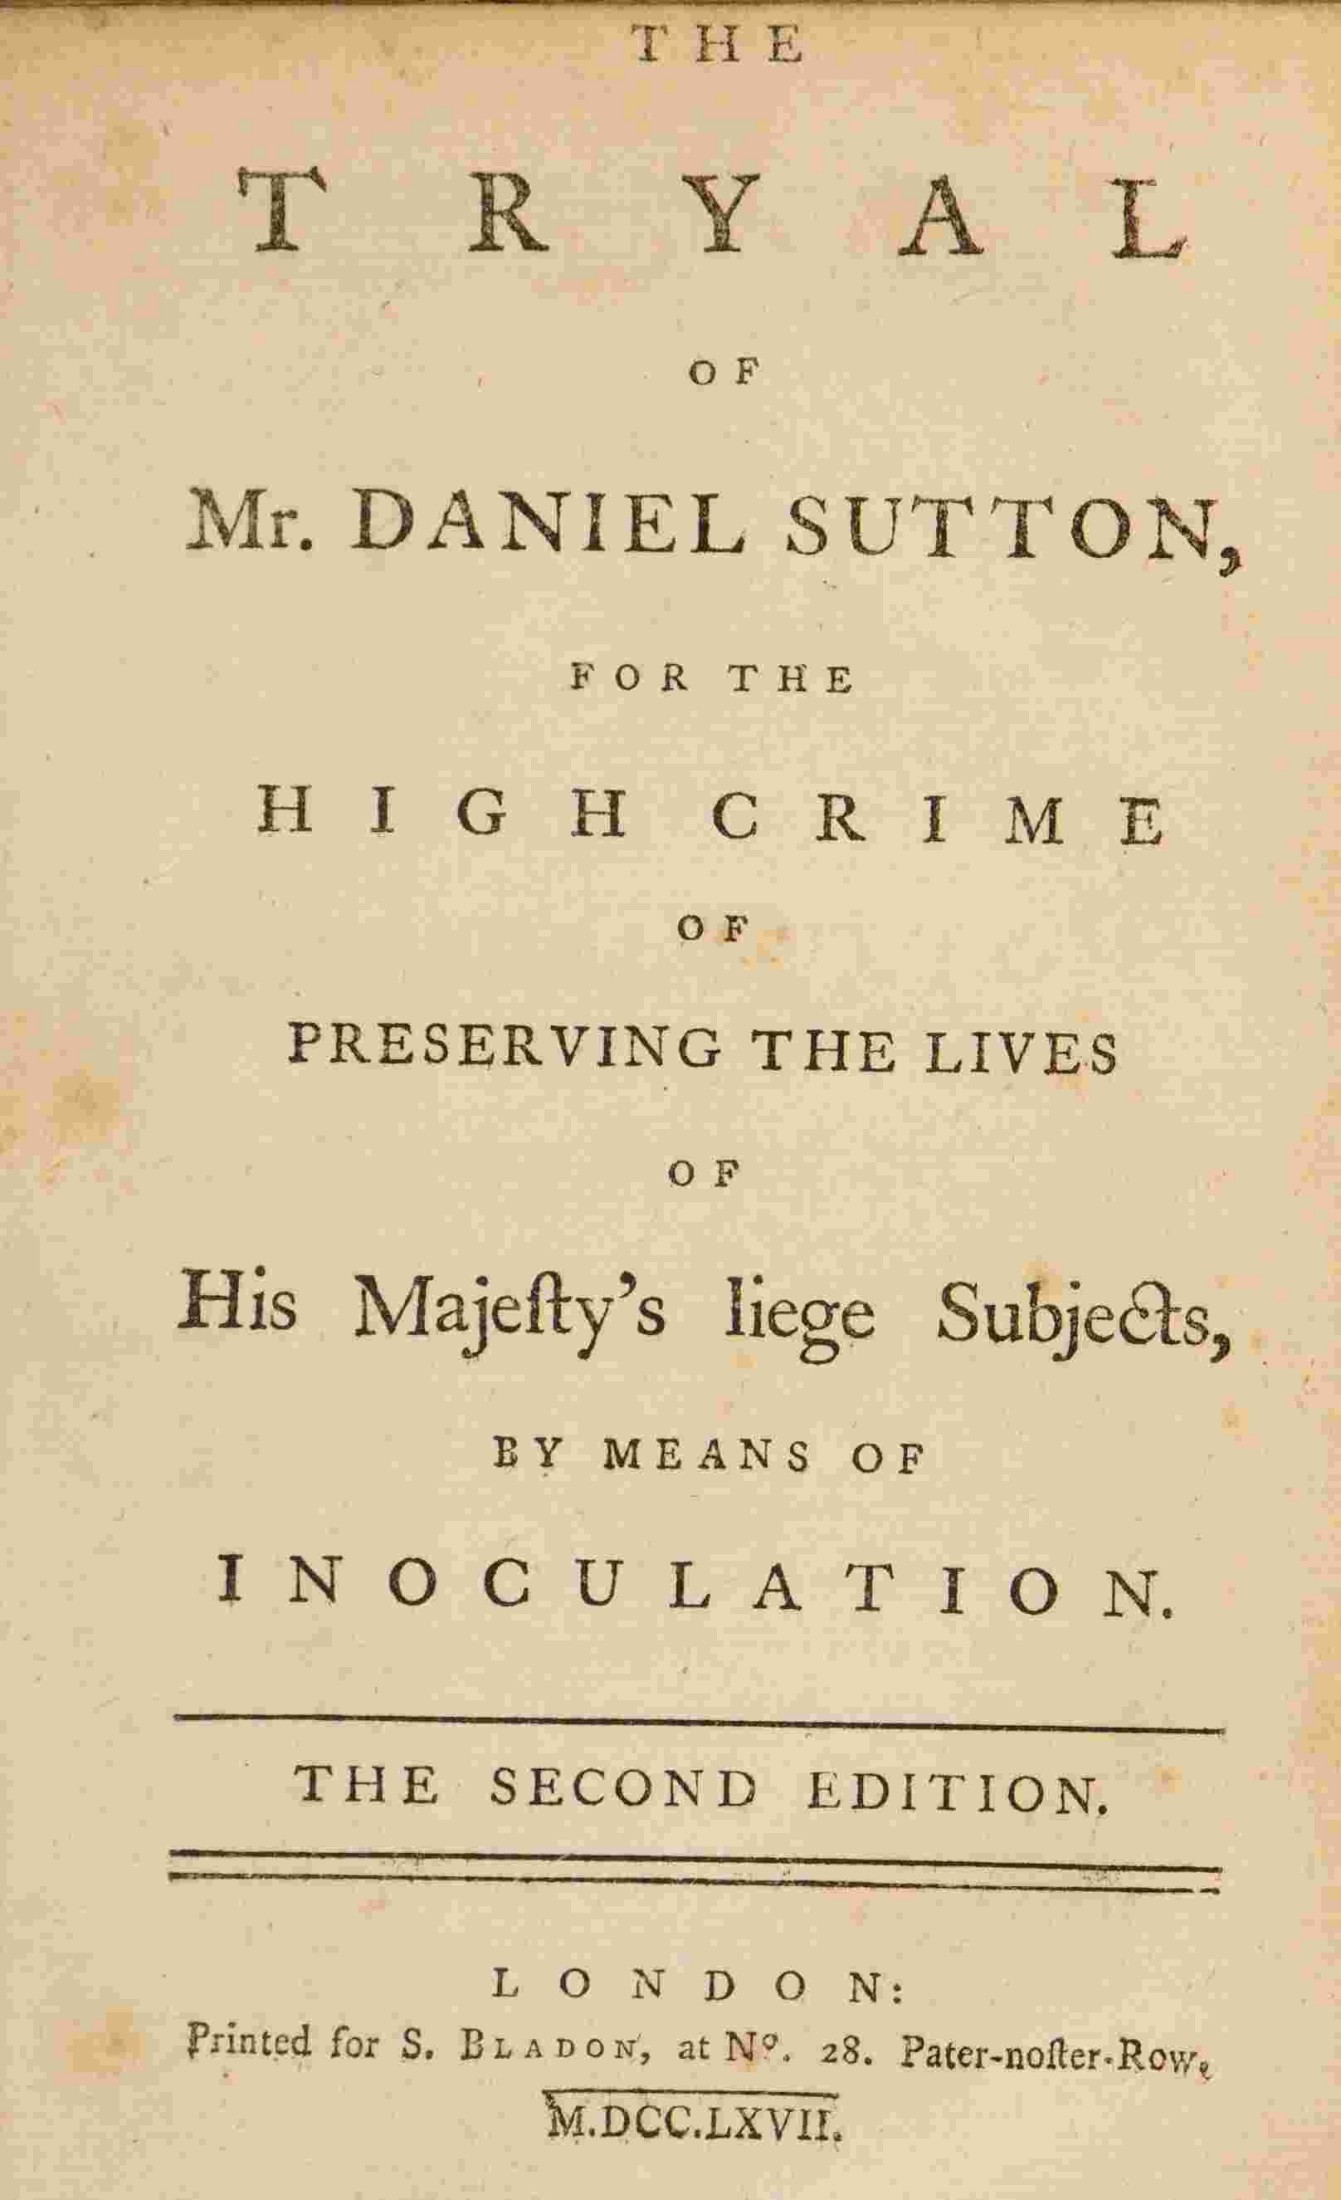 THE
TRYAL
OF
Mr. DANIEL SUTTON,
FOR THE
HIGH CRIME
OF
PRESERVING THE LIVES
OF
His Majeſty's liege Subjects,
BY MEANS OF
INOCULATION.
THE SECOND EDITION.
LONDON:
Printed for S. BLADON, at Nº. 28. Pater-noſter-Row.
M.DCC.LXVII.